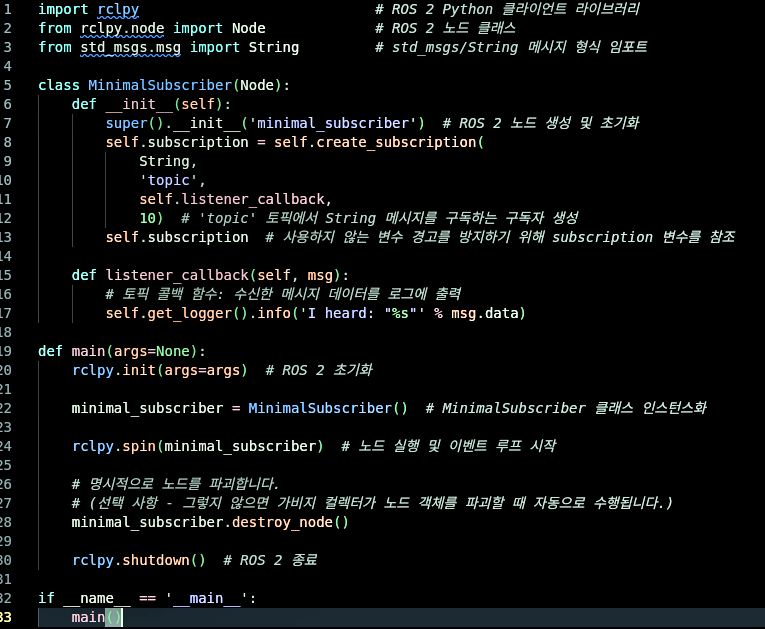 1 import rclpy # ROS 2 Python 클라이언트 라이브러리
2 from rclpy.node import Node # ROS 2 노드 클래스
3 from std_msgs.msg import String # std_msgs/String 메시지 형식 임포트
4
5 class MinimalSubscriber(Node):
6 def __init__(self):
7 super().__init__('minimal_subscriber') # ROS 2 노드 생성 및 초기화
8 self.subscription = self.create_subscription(
9 String,
10 'topic',
11 self.listener_callback,
12 10) # 'topic' 토픽에서 String 메시지를 구독하는 구독자 생성
13 self.subscription # 사용하지 않는 변수 경고를 방지하기 위해 subscription 변수를 참조
14
15 def listener_callback(self, msg):
16 # 토픽 콜백 함수: 수신한 메시지 데이터를 로그에 출력
17 self.get_logger().info('I heard: "%s"' % msg.data)
18
19 def main(args=None):
20 rclpy.init(args=args) # ROS 2 초기화
21
22 minimal_subscriber = MinimalSubscriber() # MinimalSubscriber 클래스 인스턴스화
23
24 rclpy.spin(minimal_subscriber) # 노드 실행 및 이벤트 루프 시작
25
26 # 명시적으로 노드를 파괴합니다.
27 # (선택 사항 - 그렇지 않으면 가비지 컬렉터가 노드 객체를 파괴할 때 자동으로 수행됩니다.)
28 minimal_subscriber.destroy_node()
29
30 rclpy.shutdown() # ROS 2 종료
31
32 if __name__ == '__main__':
33 main()